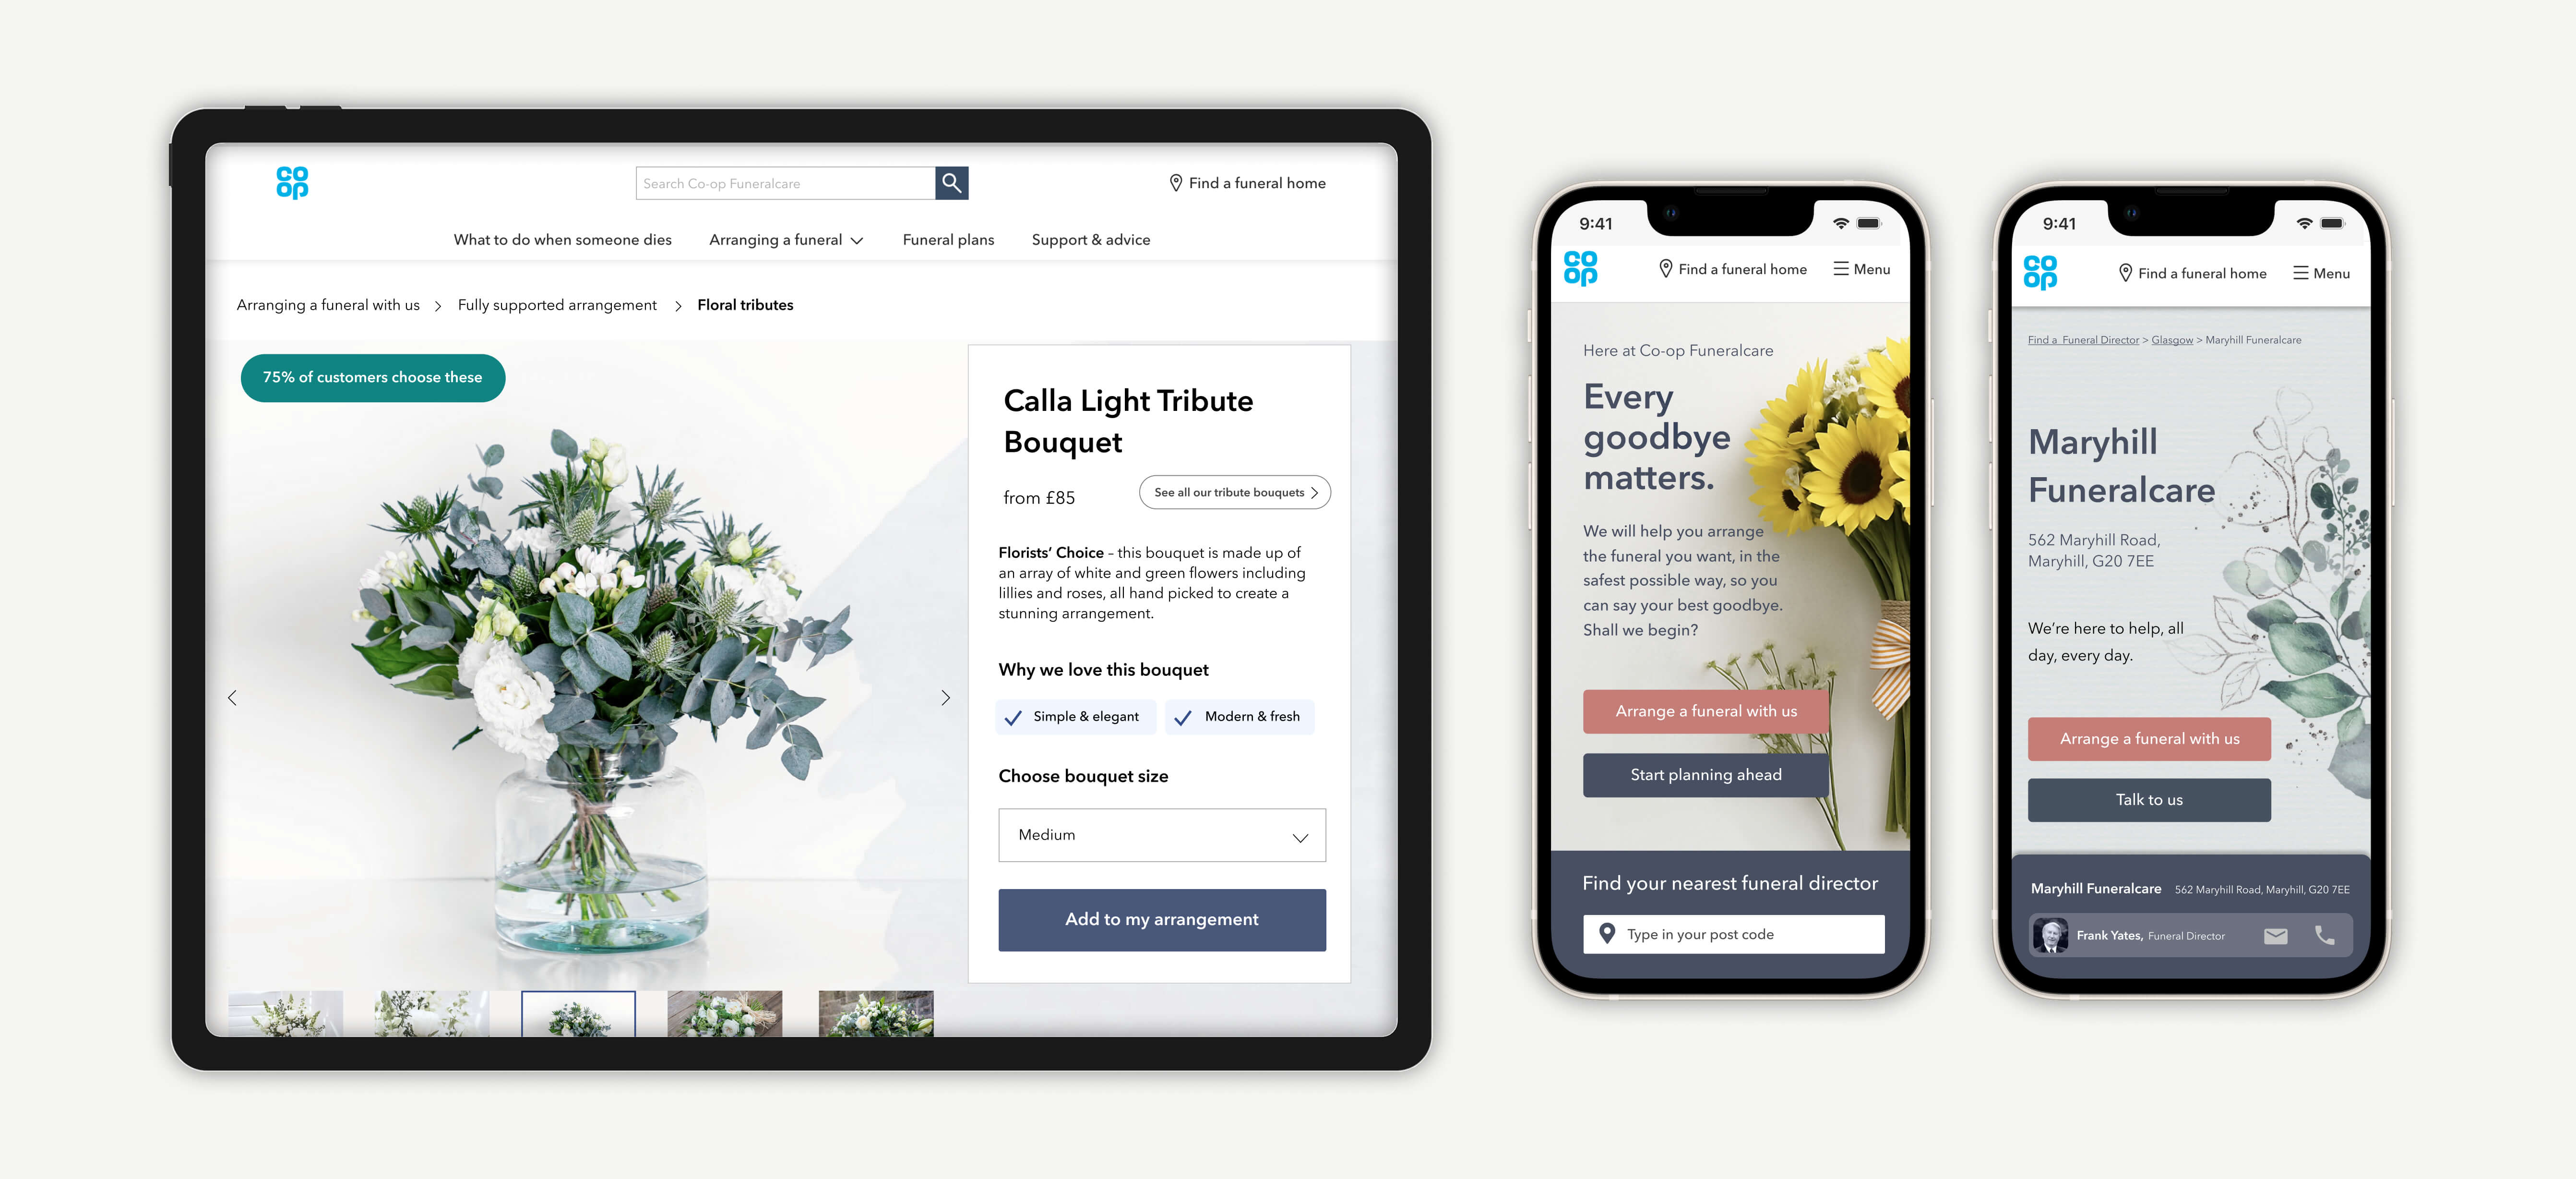 CO
OP
Search Co-op Funeralcare
Find a funeral home
What to do when someone dies
Arranging a funeral
Funeral plans
Support & advice
Arranging a funeral with us > Fully supported arrangement > Floral tributes
75% of customers choose these
Calla Light Tribute
Bouquet
from £85
See all our tribute bouquets >
Florists’ Choice – this bouquet is made up of
an array of white and green flowers including
lillies and roses, all hand picked to create a
stunning arrangement.
Why we love this bouquet
Simple & elegant
Modern & fresh
Choose bouquet size
Medium
Add to my arrangement
9:41
CO
OP
Find a funeral home
Menu
Here at Co-op Funeralcare
Every
goodbye
matters.
We will help you arrange
the funeral you want, in the
safest possible way, so you
can say your best goodbye.
Shall we begin?
Arrange a funeral with us
Start planning ahead
Find your nearest funeral director
Type in your post code
9:41
CO
OP
Find a funeral home
Menu
Find a Funeral Director > Glasgow > Maryhill Funeralcare
Maryhill
Funeralcare
562 Maryhill Road,
Maryhill, G20 7EE
We’re here to help, all
day, every day.
Arrange a funeral with us
Talk to us
Maryhill Funeralcare 562 Maryhill Road, Maryhill, G20 7EE
Frank Yates, Funeral Director